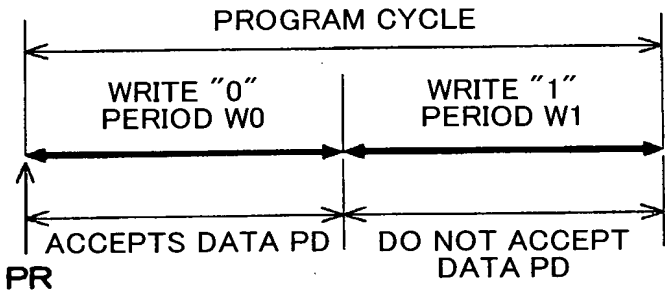 PROGRAM CYCLE
WRITE "0"
PERIOD W0
WRITE "1"
PERIOD W1
ACCEPTS DATA PD
DO NOT ACCEPT
DATA PD
PR